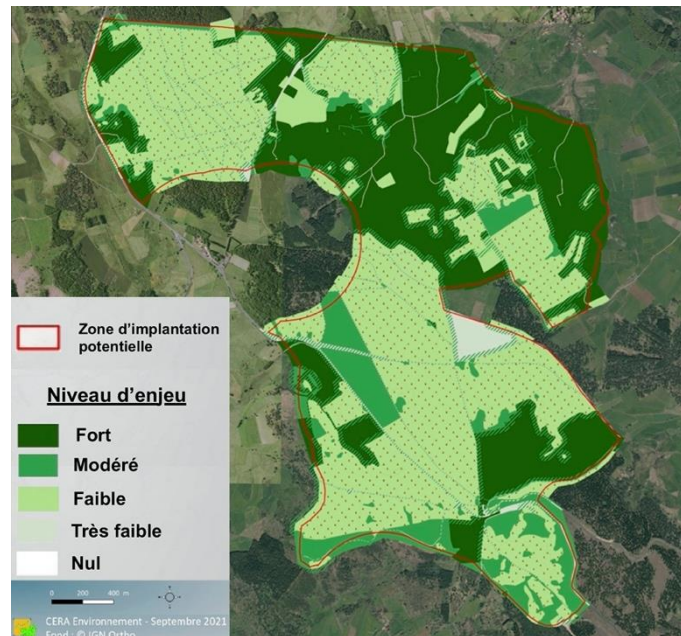 Zone d'implantation
potentielle
Niveau d'enjeu
Fort
Modéré
Faible
Très faible
Nul
0 200 400 m
CERA Environnement - Septembre 2021
Fond : © IGN Ortho